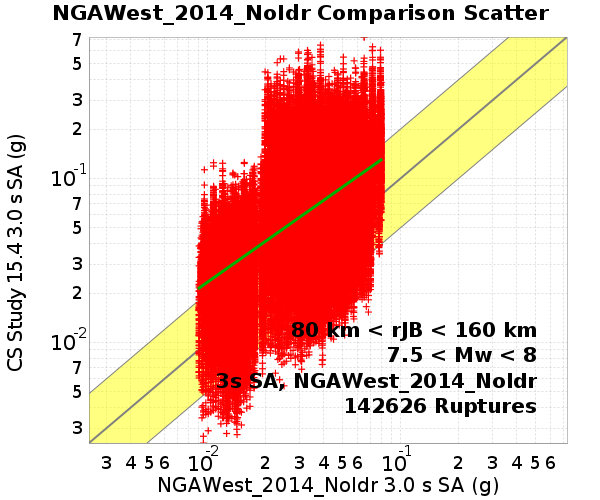 NGAWest_2014_NoIdr Comparison Scatter
7
5
3
2
10-1
7
5
3
2
10-2
7
5
3
CS Study 15.4 3.0 s SA (g)
80 km < rJB < 160 km
7.5 < Mw < 8
3s SA, NGAWest_2014_NoIdr
142626 Ruptures
3 4 5 6 10-2 2 3 4 5 6 10-1 2 3 4 5 6
NGAWest_2014_NoIdr 3.0 s SA (g)